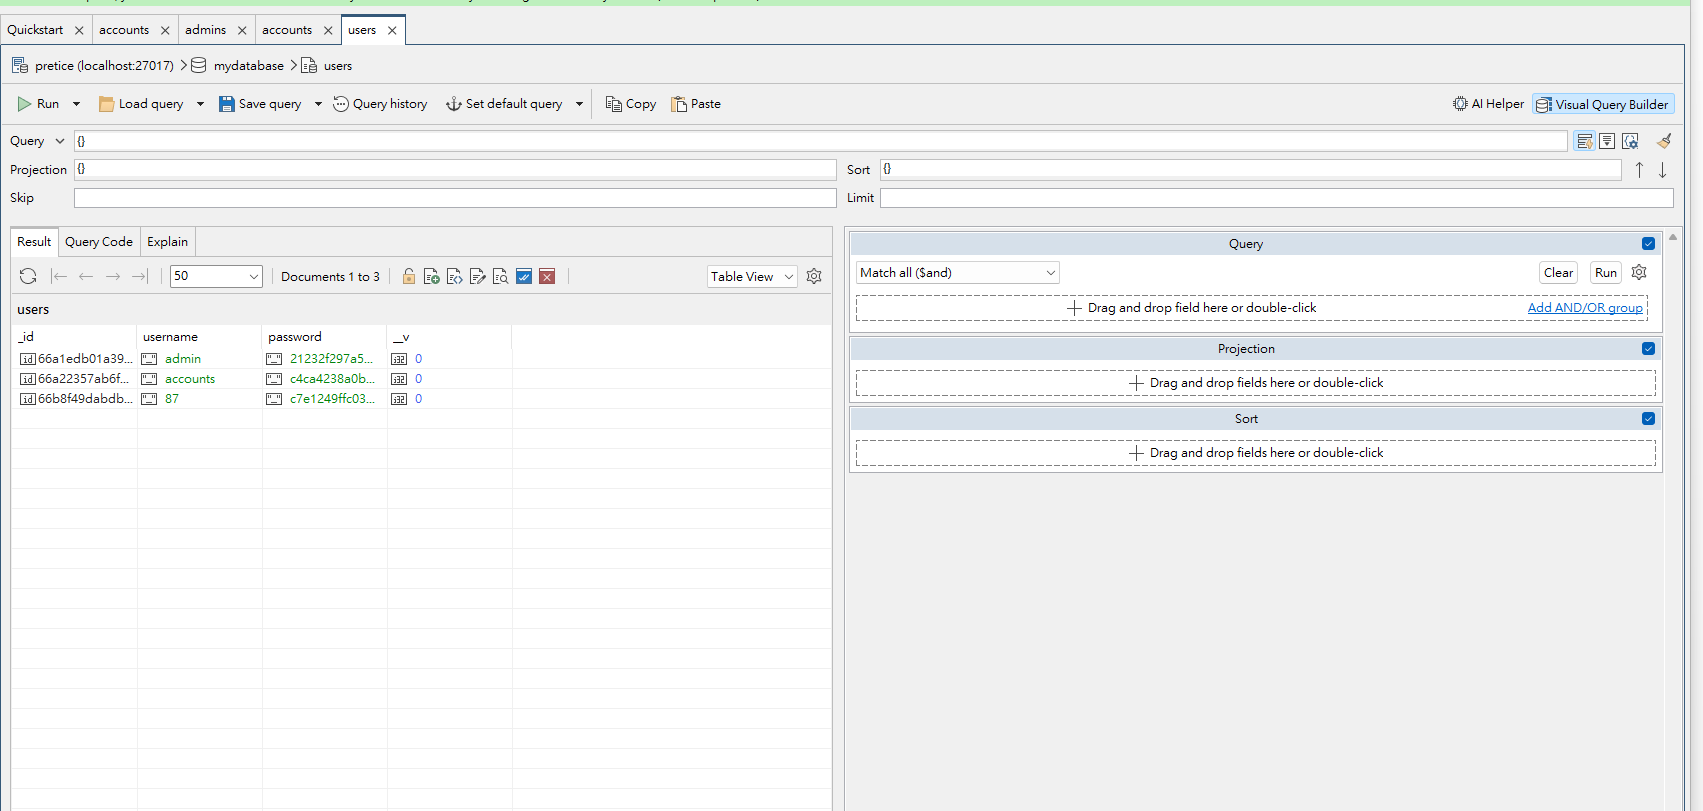 Quickstart accounts admins accounts users
pretice (localhost:27017) mydatabase users
Run Load query Save query Query history Set default query Copy Paste AI Helper Visual Query Builder
Query {}
Projection {} Sort {}
Skip Limit
Result Query Code Explain
50 Documents 1 to 3 Table View
users
_id username password __v
66a1edb01a39... admin 21232f297a5... 0
66a22357ab6f... accounts c4ca4238a0b... 0
66b8f49dabdb... 87 c7e1249ffc03... 0
Query
Match all ($and) Clear Run
Drag and drop field here or double-click Add AND/OR group
Projection
Drag and drop fields here or double-click
Sort
Drag and drop fields here or double-click